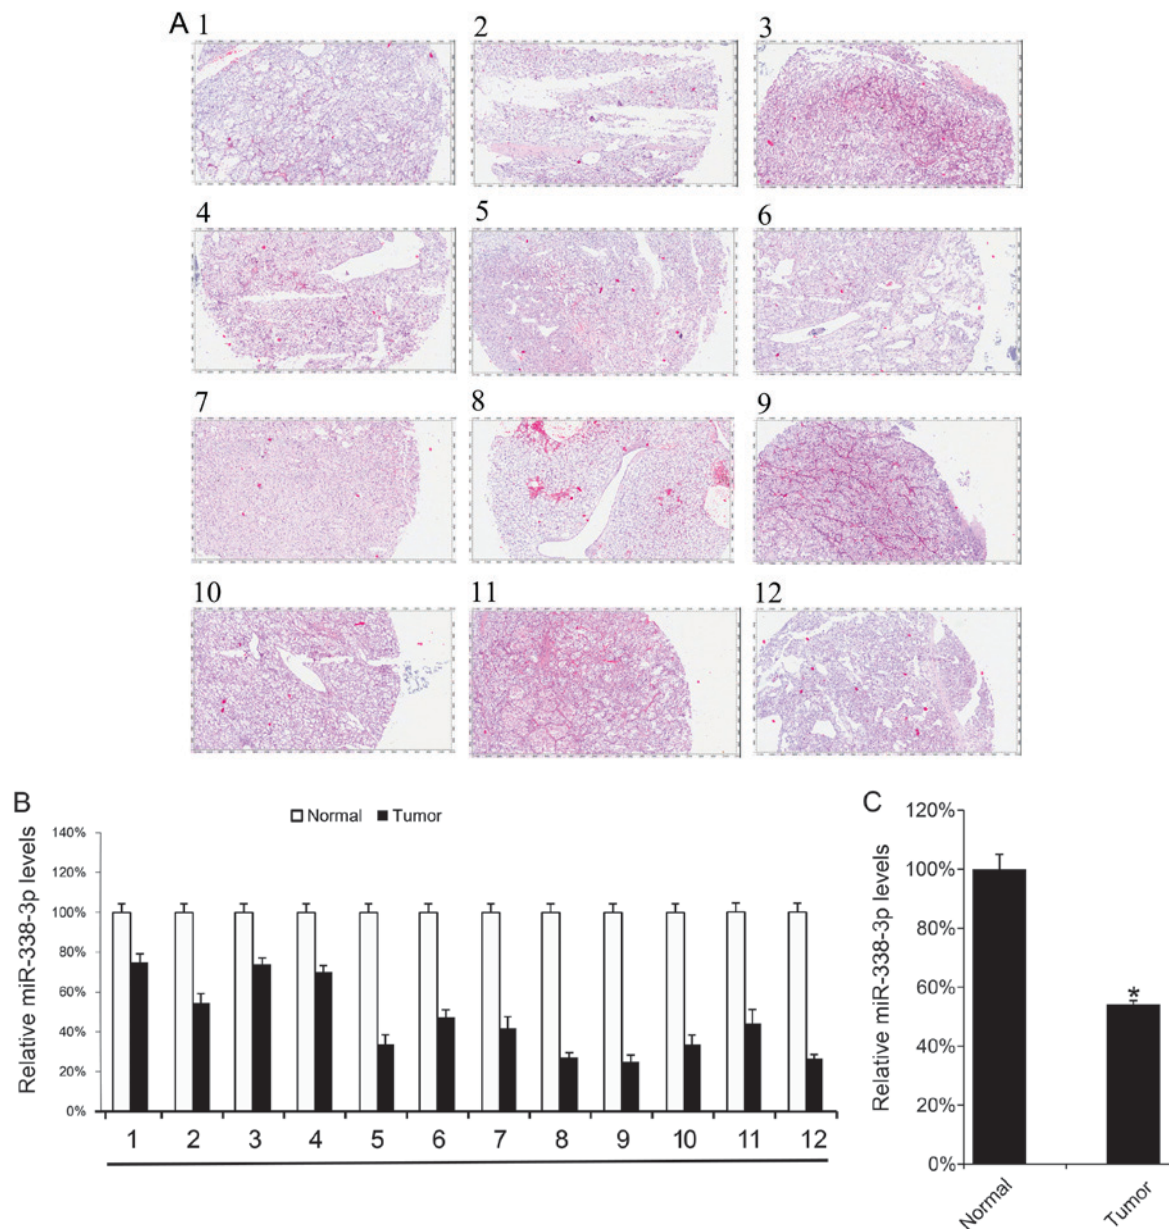 A 1 2 3
4 5 6
7 8 9
10 11 12
B
Normal Tumor
Relative miR-338-3p levels
140%
120%
100%
80%
60%
40%
20%
0%
1 2 3 4 5 6 7 8 9 10 11 12
C
Relative miR-338-3p levels
120%
100%
80%
60%
40%
20%
0%
*
Normal
Tumor